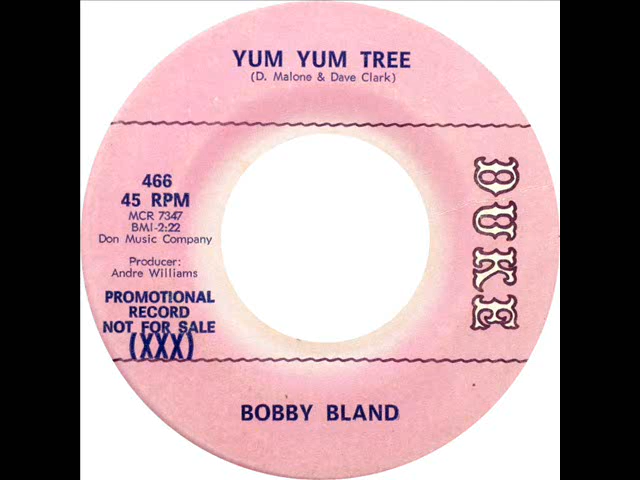 YUM YUM TREE
(D. Malone & Dave Clark)
466
45 RPM
MCR 7347
BMI-2:22
Don Music Company
Producer:
Andre Williams
PROMOTIONAL
RECORD
NOT FOR SALE
(XXX)
DUKE
BOBBY BLAND